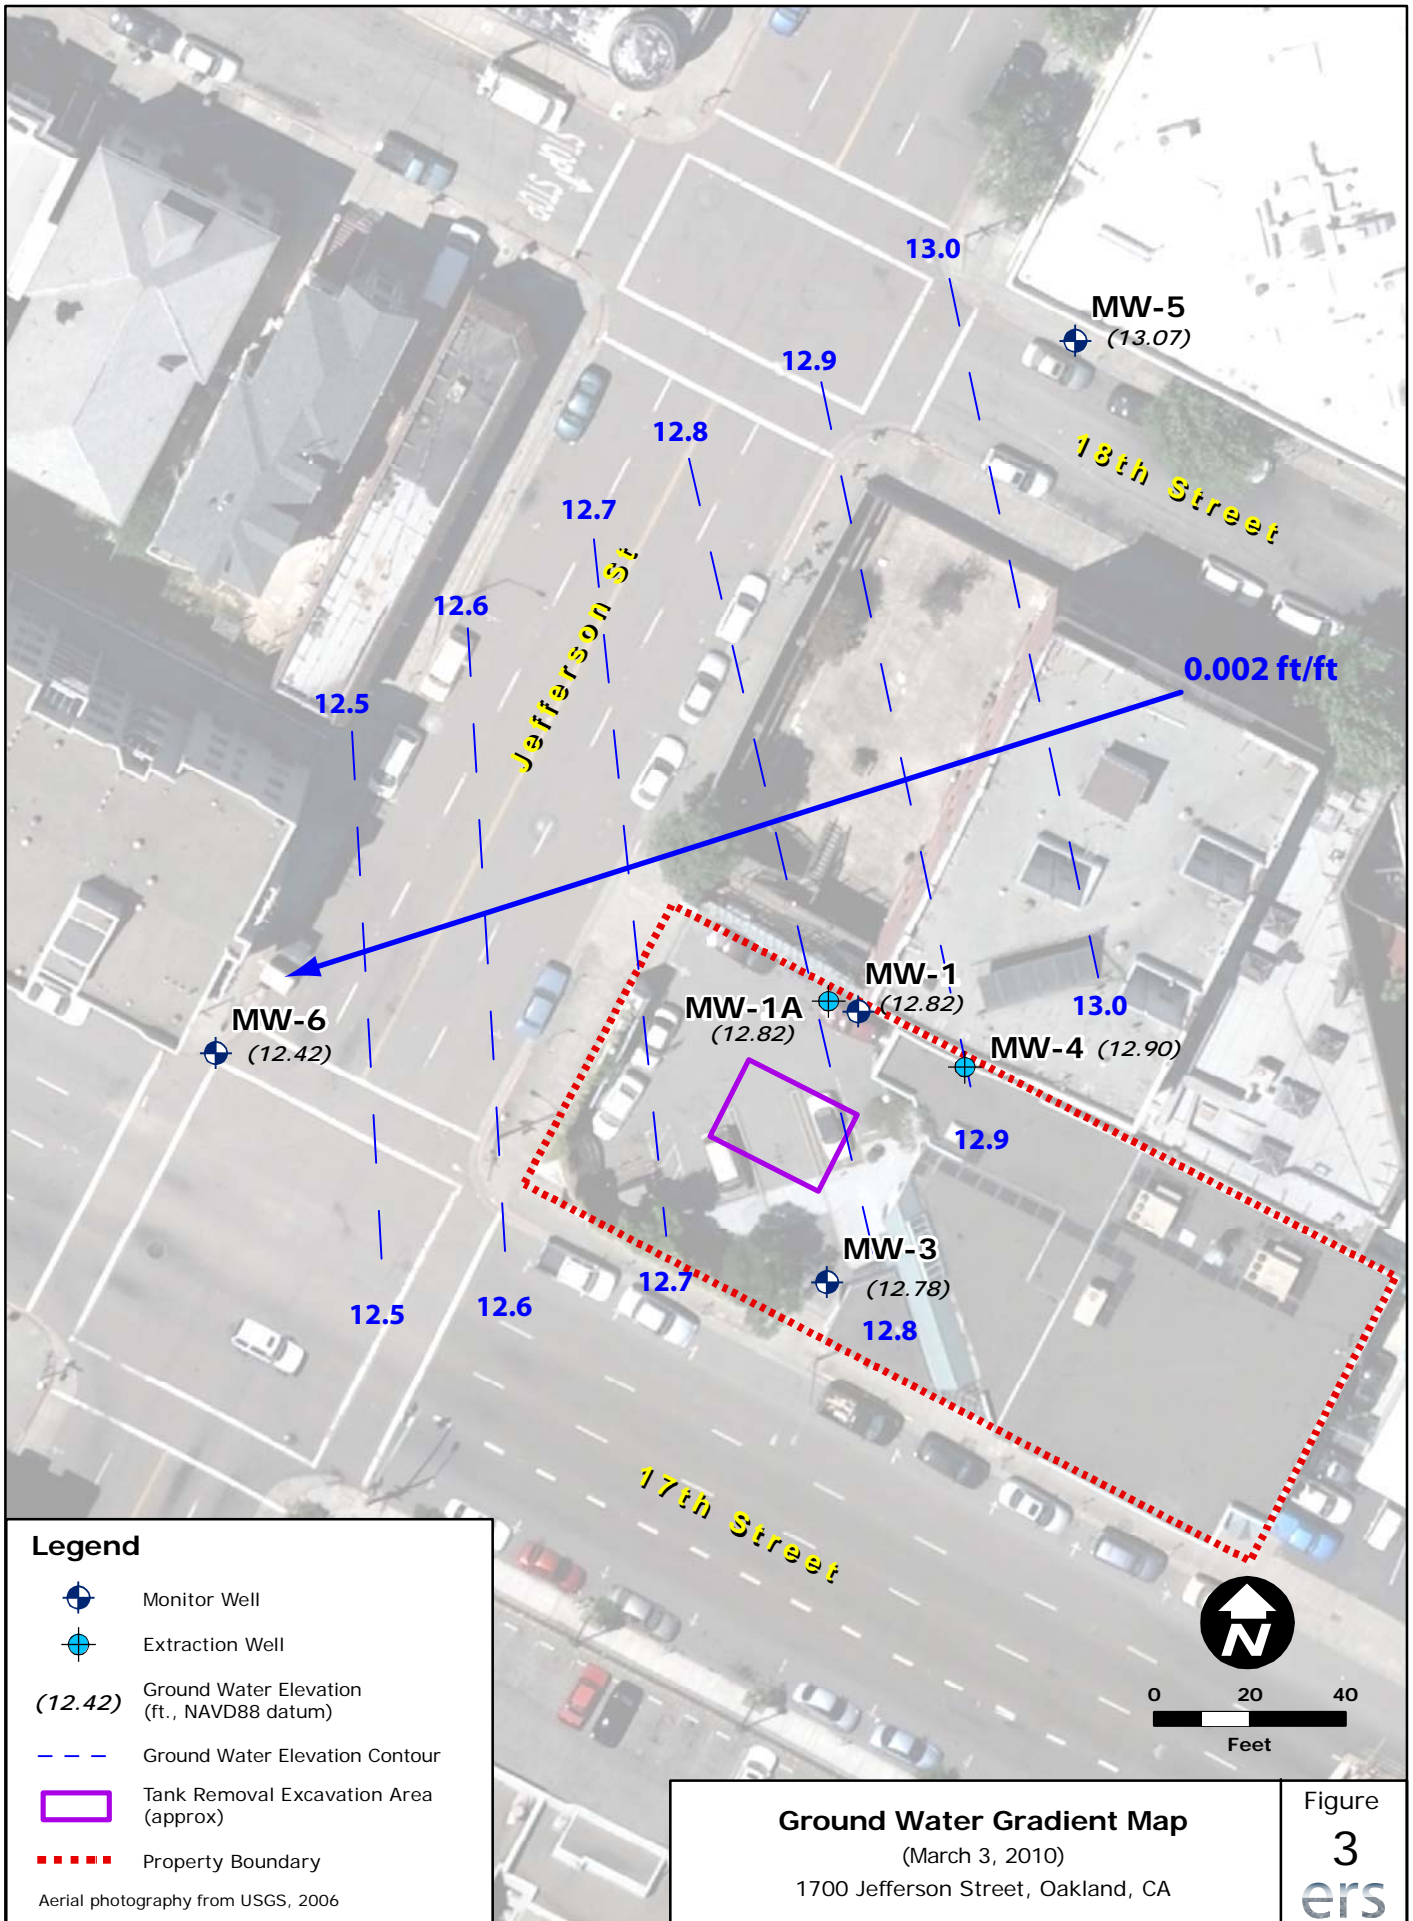 STOP
STOP
13.0
MW-5
(13.07)
12.9
12.8
18th Street
12.7
Jefferson St
12.6
0.002 ft/ft
12.5
MW-1
(12.82)
MW-1A
(12.82)
13.0
MW-6
(12.42)
MW-4 (12.90)
12.9
MW-3
(12.78)
12.7
12.6
12.5
12.8
17th Street
Legend
Monitor Well
Extraction Well
(12.42) Ground Water Elevation
(ft., NAVD88 datum)
Ground Water Elevation Contour
Tank Removal Excavation Area
(approx)
Property Boundary
Aerial photography from USGS, 2006
N
0 20 40
Feet
Ground Water Gradient Map
(March 3, 2010)
1700 Jefferson Street, Oakland, CA
Figure
3
ers